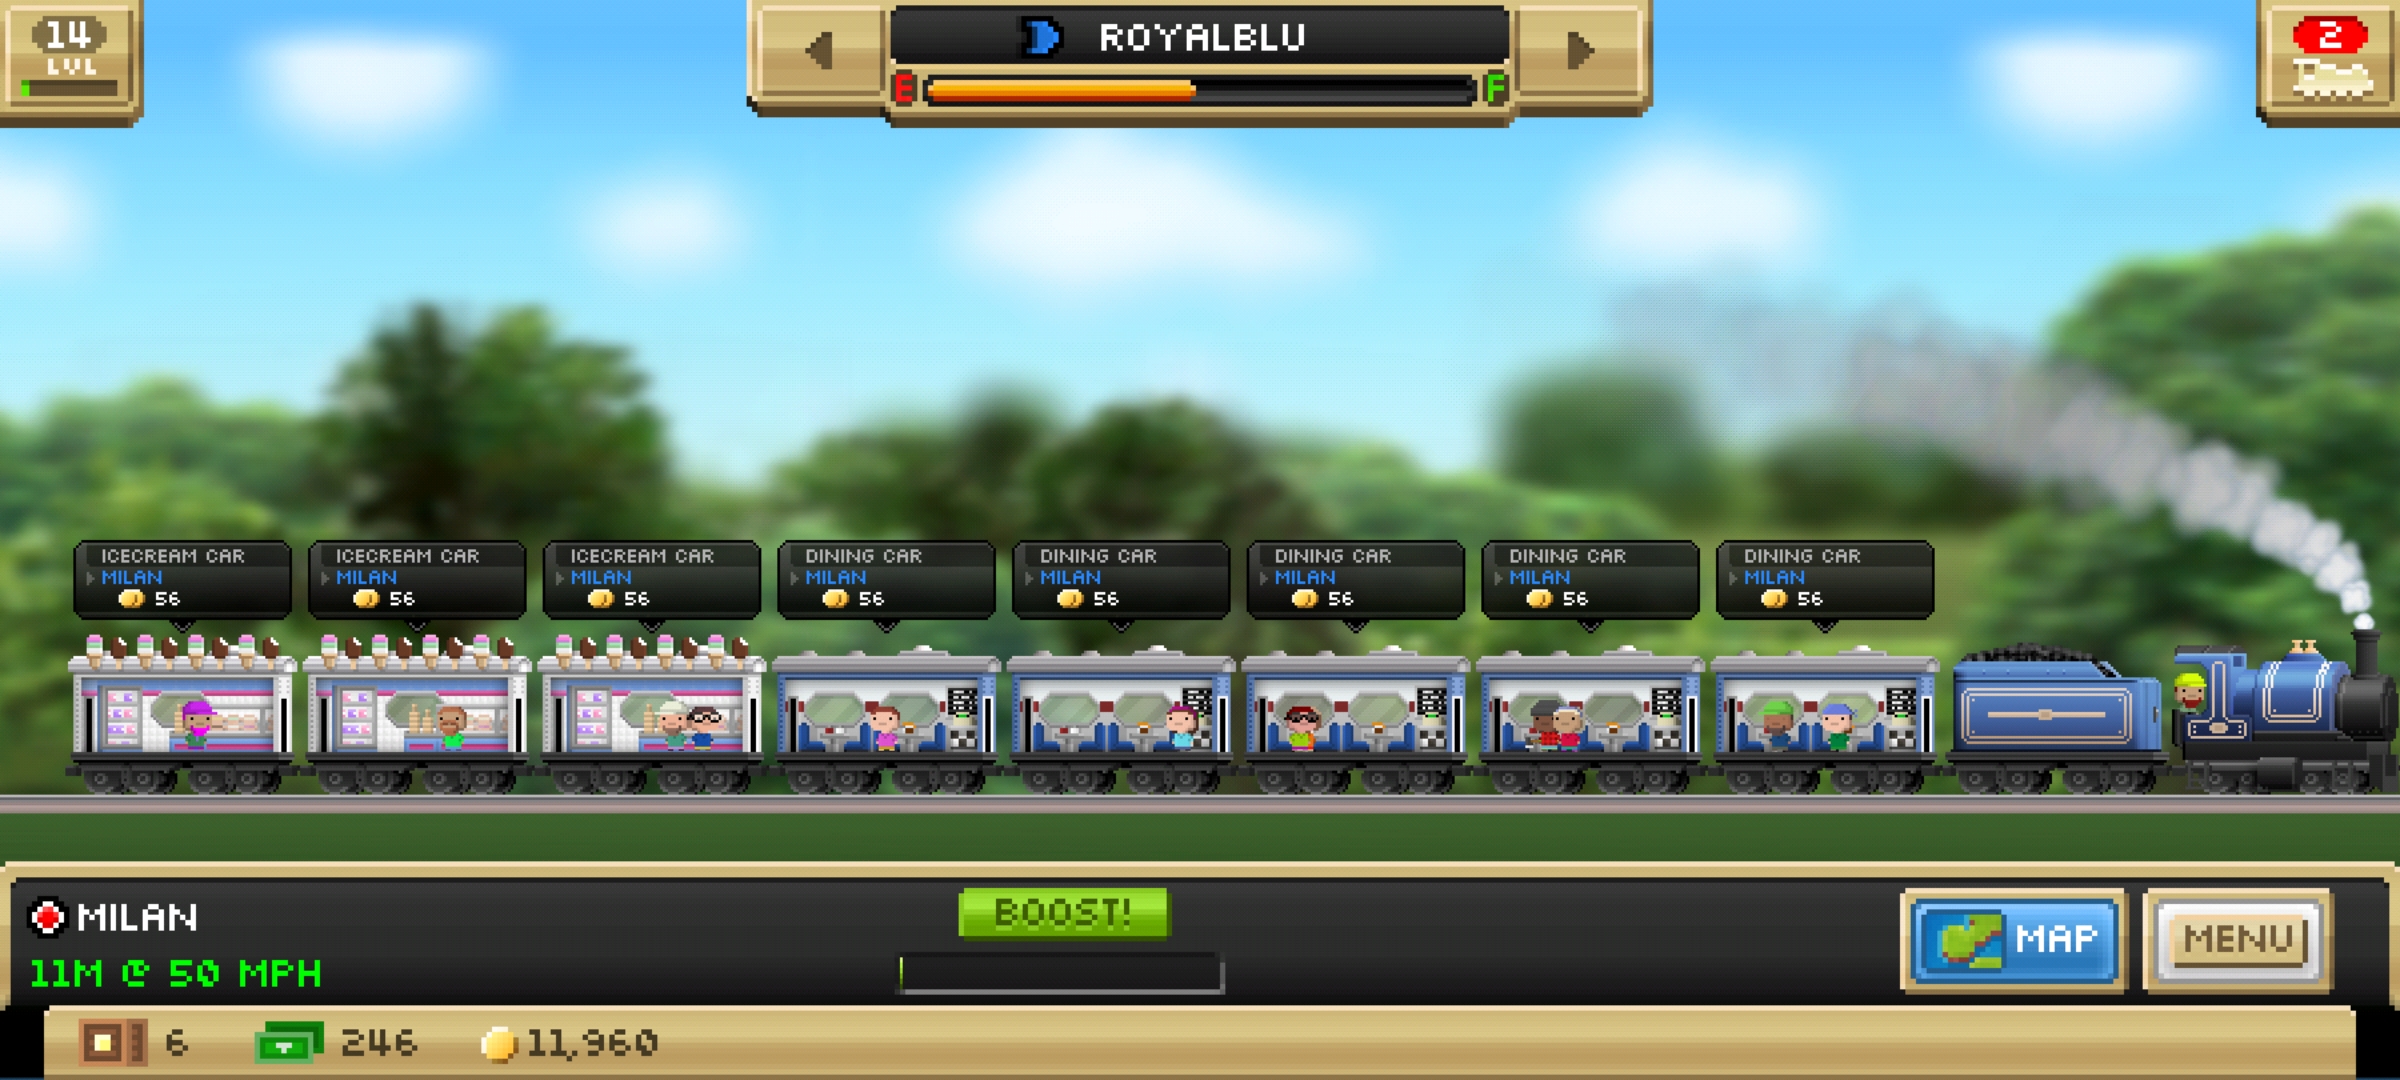 14
LVL
ROYALBLU
E F
2
ICECREAM CAR
MILAN
56
ICECREAM CAR
MILAN
56
ICECREAM CAR
MILAN
56
DINING CAR
MILAN
56
DINING CAR
MILAN
56
DINING CAR
MILAN
56
DINING CAR
MILAN
56
DINING CAR
MILAN
56
MILAN
11M @ 50 MPH
BOOST!
MAP
MENU
6
246
11,960